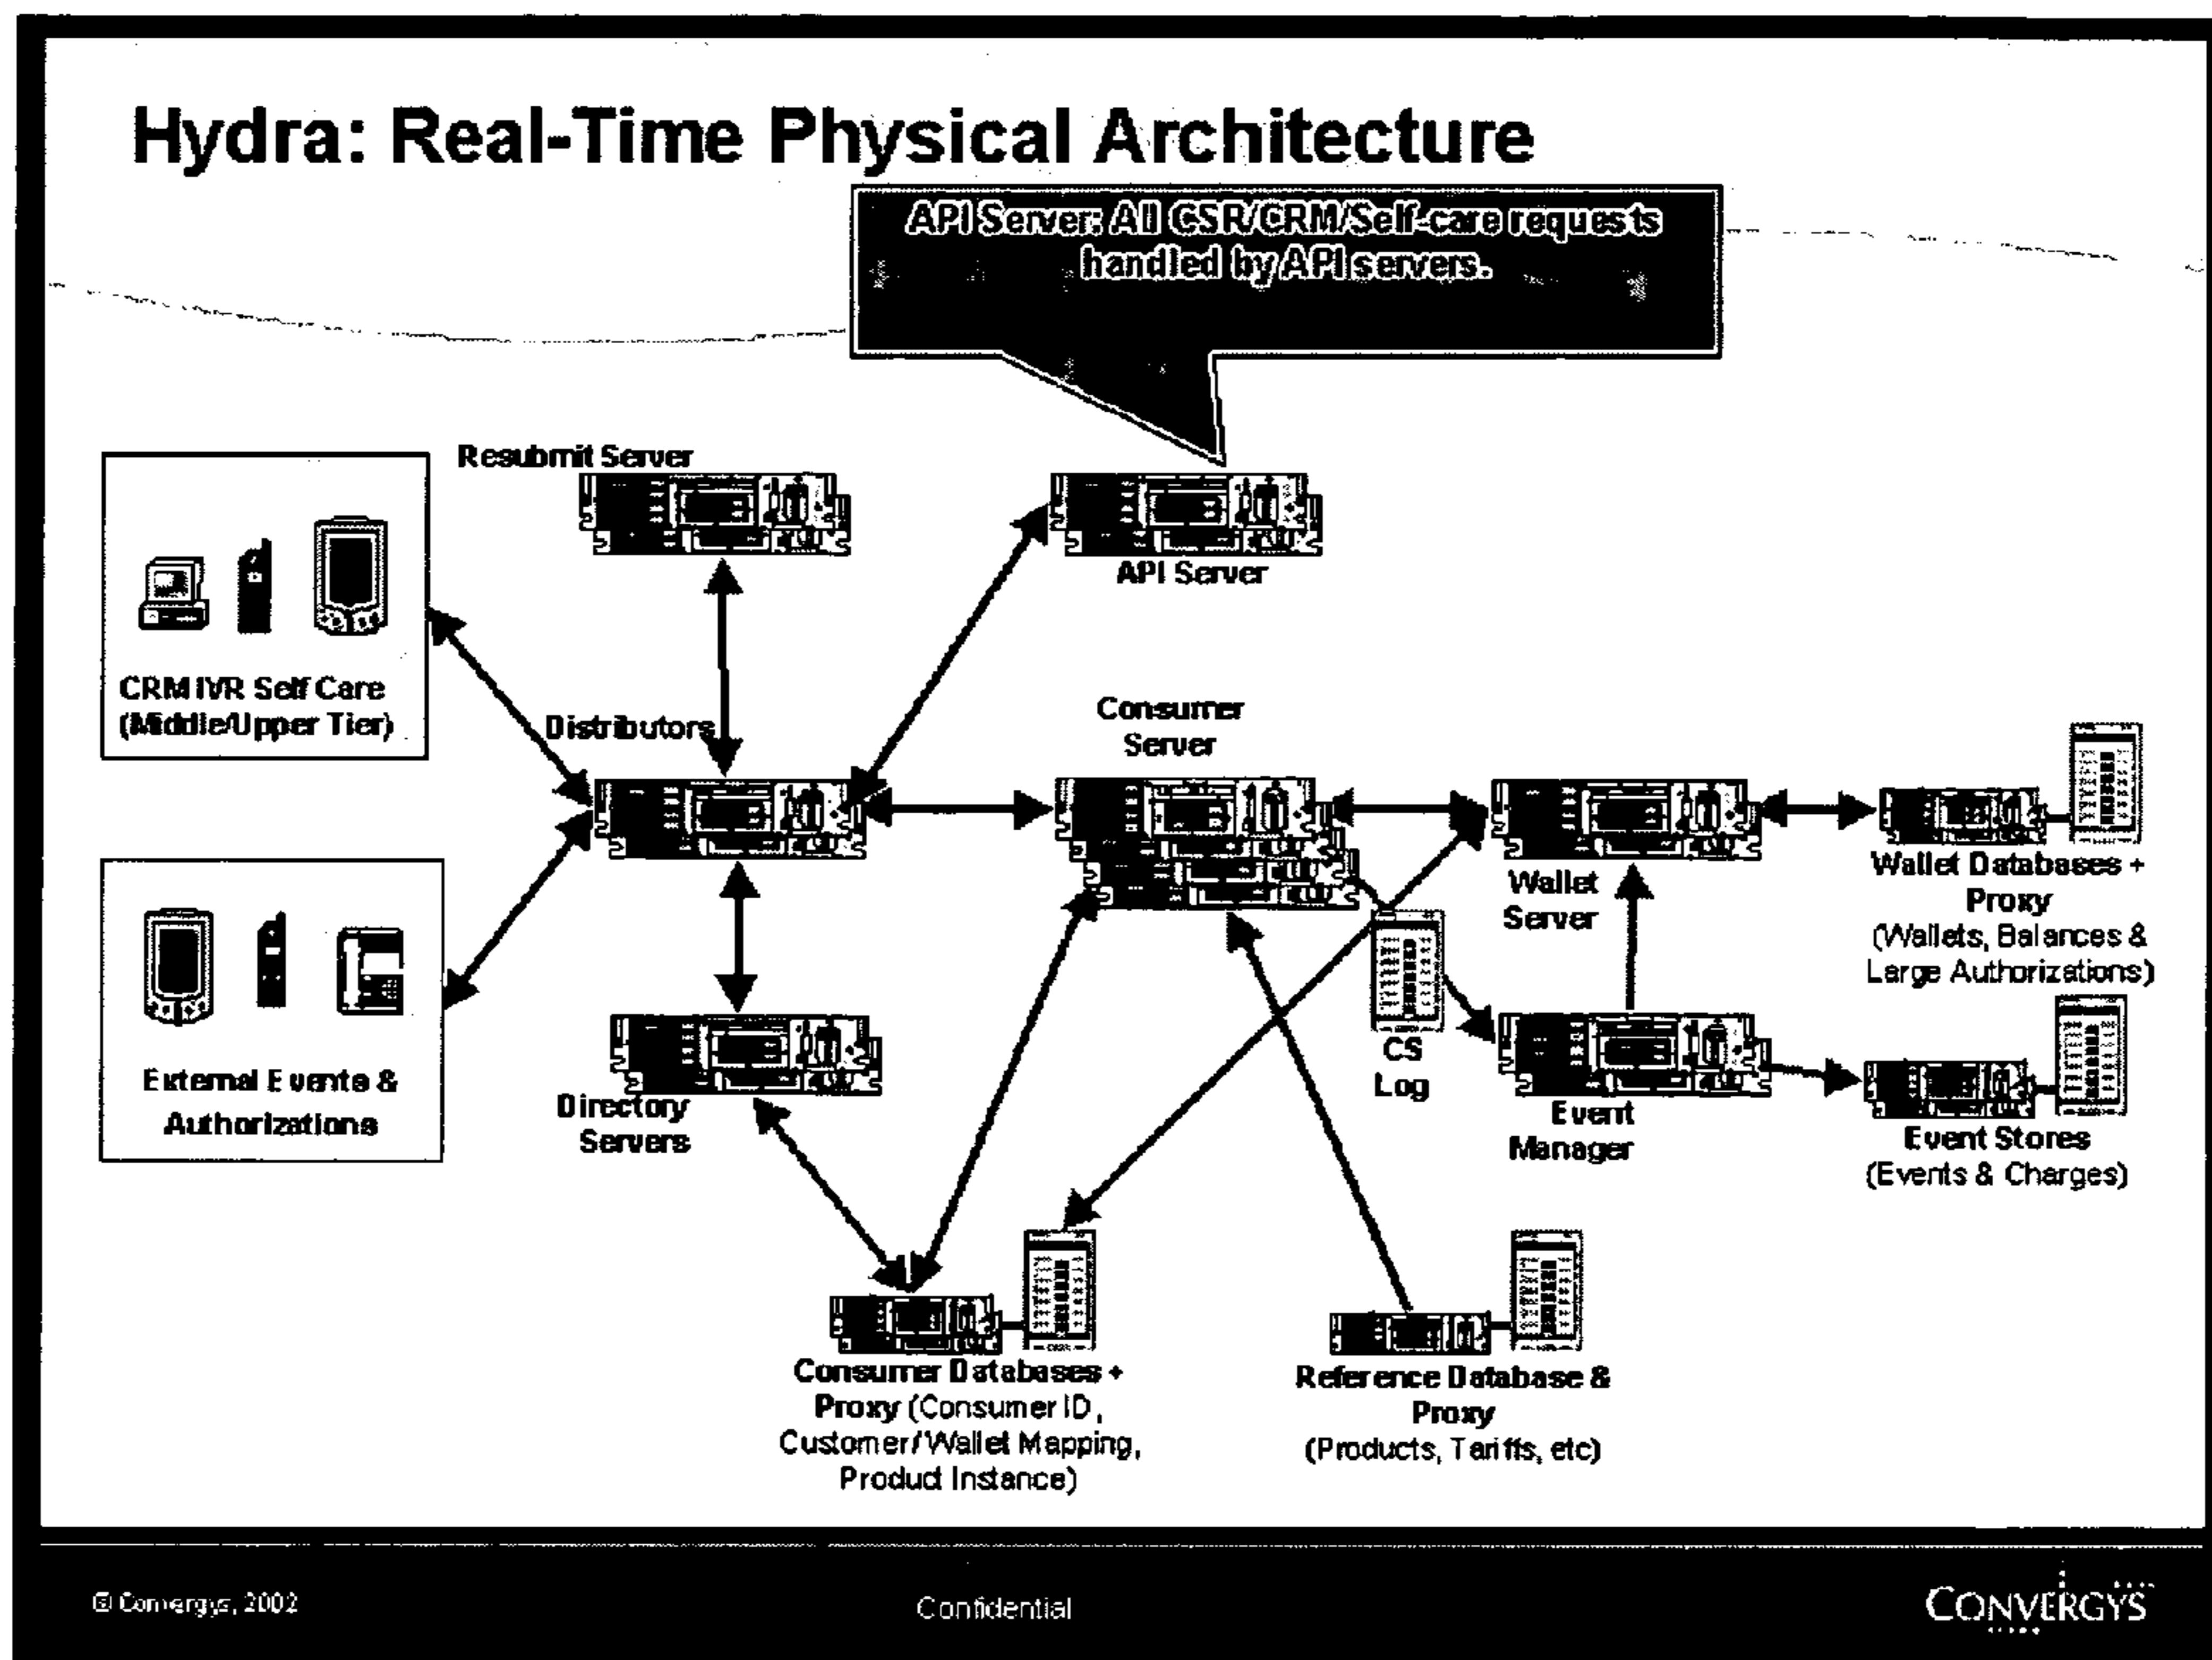 Hydra: Real-Time Physical Architecture
API Server: All CSR/CRM/Self-care requests
handled by API servers.
Resubmit Server
API Server
CRM IVR Self Care
(Middle/Upper Tier)
Distributors
Consumer
Server
Wallet
Server
Wallet Databases +
Proxy
(Wallets, Balances &
Large Authorizations)
External Events &
Authorizations
Directory
Servers
CS
Log
Event
Manager
Event Stores
(Events & Charges)
Consumer Databases +
Proxy (Consumer ID,
Customer/Wallet Mapping,
Product Instance)
Reference Database &
Proxy
(Products, Tariffs, etc)
© Convergys, 2002
Confidential
CONVERGYS